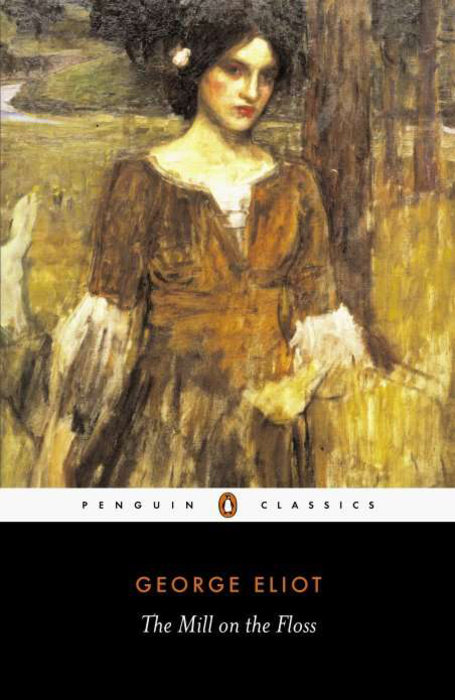 PENGUIN CLASSICS
GEORGE ELIOT
The Mill on the Floss